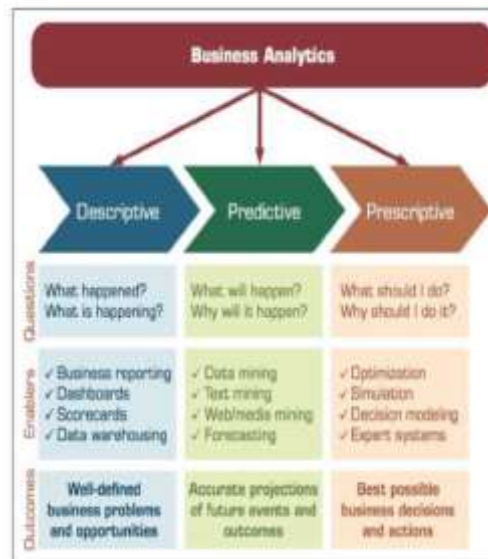 Business Analytics
Descriptive
Predictive
Prescriptive
Questions
What happened?
What is happening?
What will happen?
Why will it happen?
What should I do?
Why should I do it?
Enablers
✓ Business reporting
✓ Dashboards
✓ Scorecards
✓ Data warehousing
✓ Data mining
✓ Text mining
✓ Web/media mining
✓ Forecasting
✓ Optimization
✓ Simulation
✓ Decision modeling
✓ Expert systems
Outcomes
Well-defined
business problems
and opportunities
Accurate projections
of future events and
outcomes
Best possible
business decisions
and actions